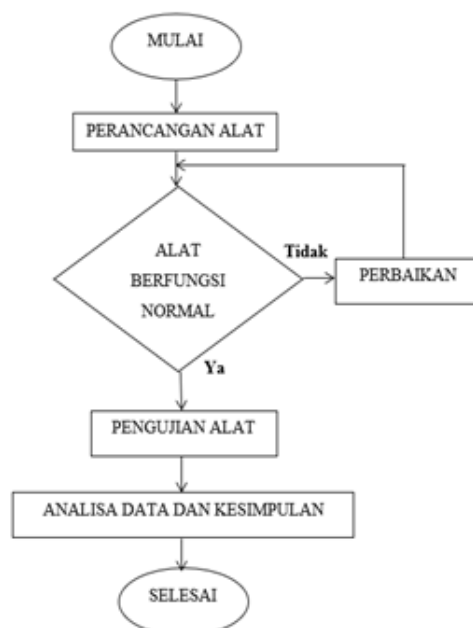 MULAI
PERANCANGAN ALAT
ALAT
BERFUNGSI
NORMAL
Tidak
PERBAIKAN
Ya
PENGUJIAN ALAT
ANALISA DATA DAN KESIMPULAN
SELESAI